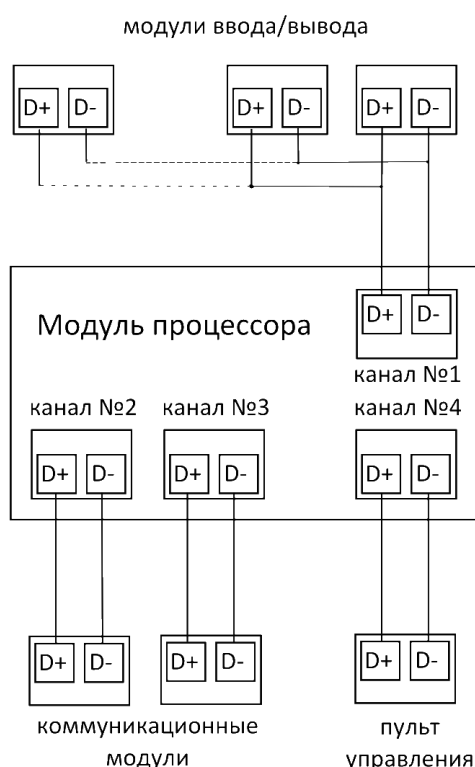 модули ввода/вывода
D+ D- D+ D- D+ D-
Модуль процессора
D+ D-
канал №1
канал №2 канал №3 канал №4
D+ D- D+ D- D+ D-
D+ D- D+ D- D+ D-
коммуникационные пульт
модули управления